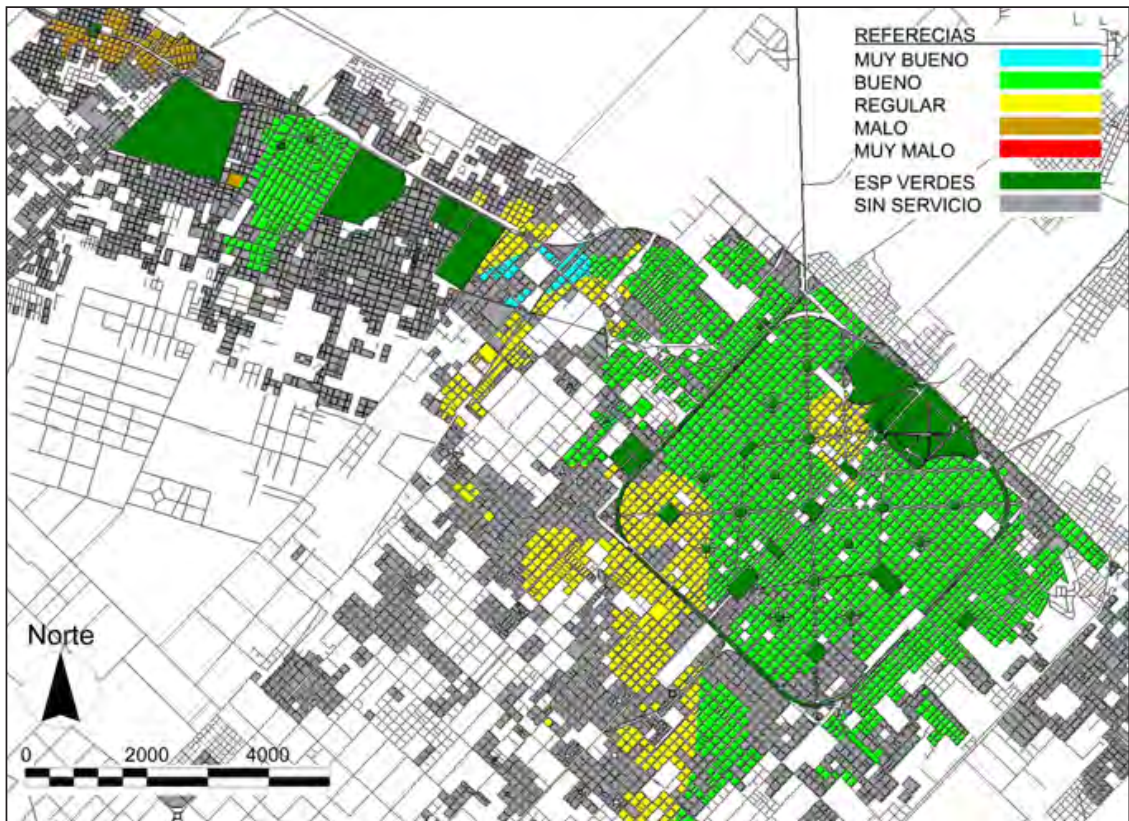 REFERECIAS
MUY BUENO
BUENO
REGULAR
MALO
MUY MALO
ESP VERDES
SIN SERVICIO
Norte
0 2000 4000